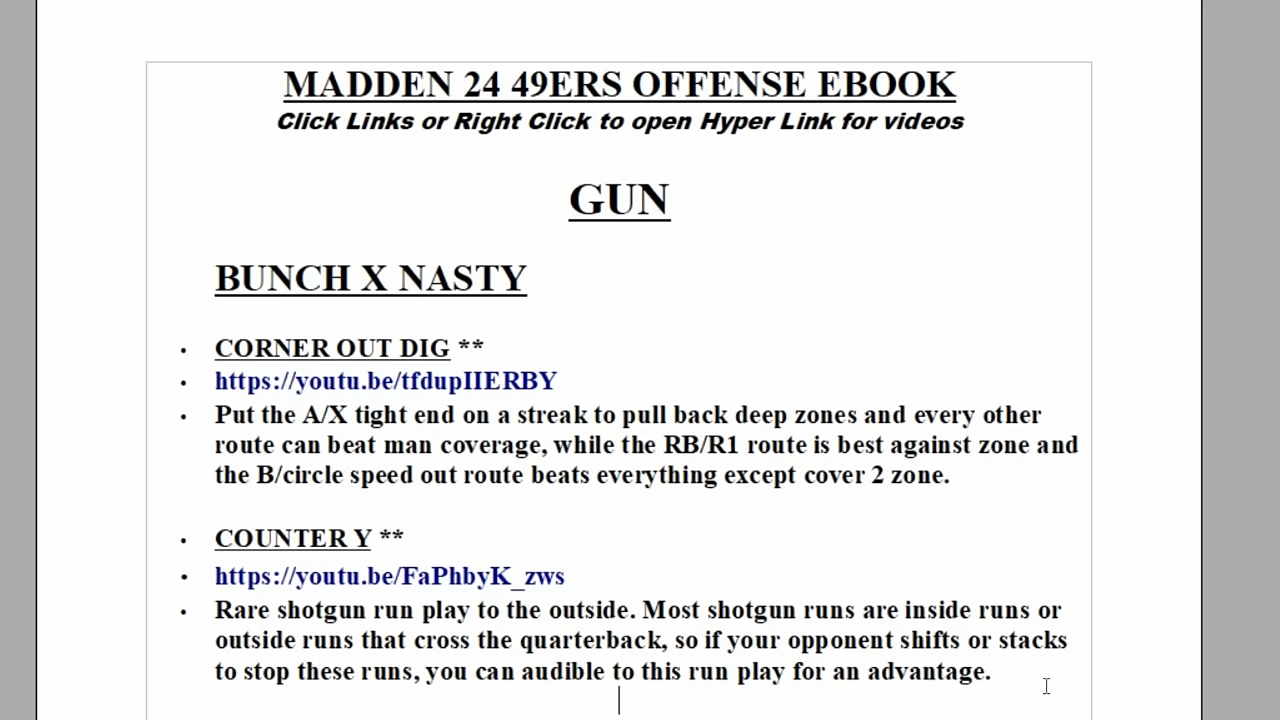 MADDEN 24 49ERS OFFENSE EBOOK
Click Links or Right Click to open Hyper Link for videos
GUN
BUNCH X NASTY
• CORNER OUT DIG **
• https://youtu.be/tfdupIIERBY
• Put the A/X tight end on a streak to pull back deep zones and every other
route can beat man coverage, while the RB/R1 route is best against zone and
the B/circle speed out route beats everything except cover 2 zone.
• COUNTER Y **
• https://youtu.be/FaPhbyK_zws
• Rare shotgun run play to the outside. Most shotgun runs are inside runs or
outside runs that cross the quarterback, so if your opponent shifts or stacks
to stop these runs, you can audible to this run play for an advantage.